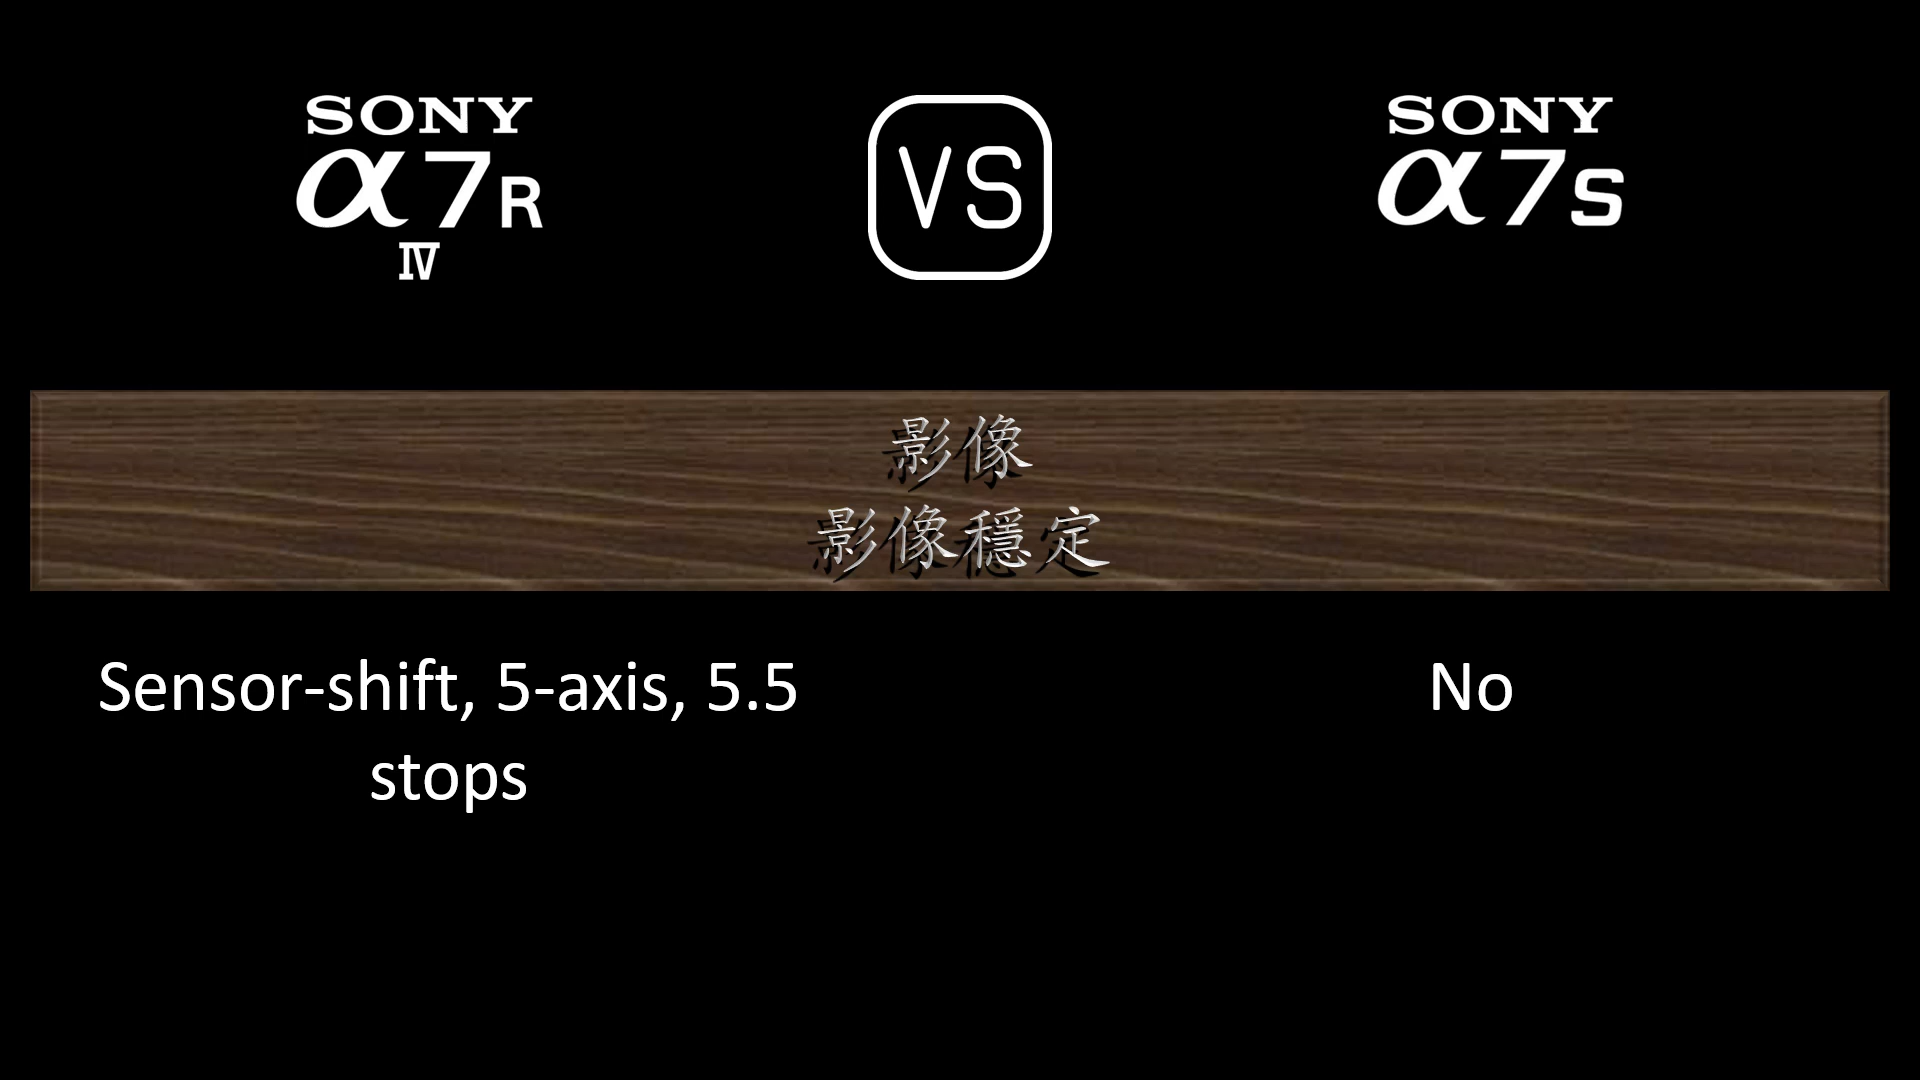 SONY
α7R
IV
VS
SONY
α7S
影像
影像穩定
Sensor-shift, 5-axis, 5.5
stops
No